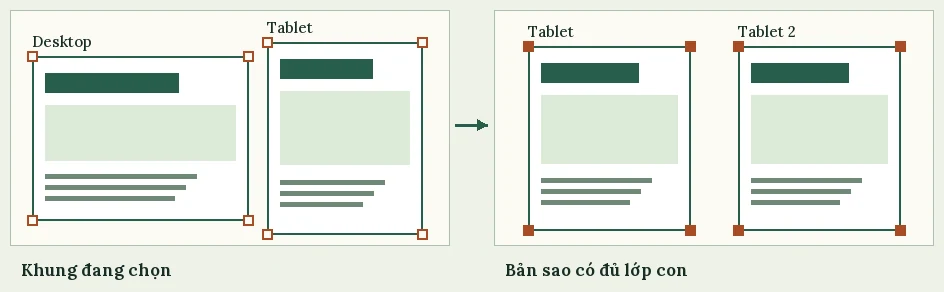 Desktop
Tablet
Khung đang chọn
Tablet
Tablet 2
Bản sao có đủ lớp con